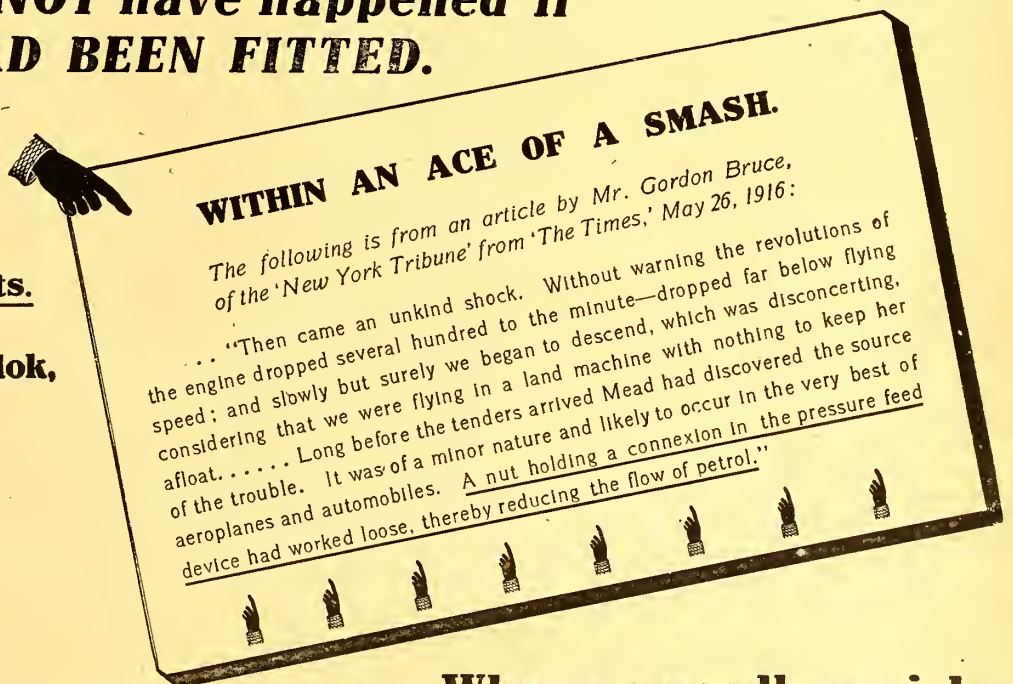 NOT have happened if
BEEN FITTED.
WITHIN AN ACE OF A SMASH.
The following is from an article by Mr. Gordon Bruce,
of the 'New York Tribune' from 'The Times,' May 26, 1916:
... "Then came an unkind shock. Without warning the revolutions of
the engine dropped several hundred to the minute—dropped far below flying
speed; and slowly but surely we began to descend, which was disconcerting,
considering that we were flying in a land machine with nothing to keep her
afloat...... Long before the tenders arrived Mead had discovered the source
of the trouble. It was of a minor nature and likely to occur in the very best of
aeroplanes and automobiles. A nut holding a connexion in the pressure feed
device had worked loose, thereby reducing the flow of petrol."